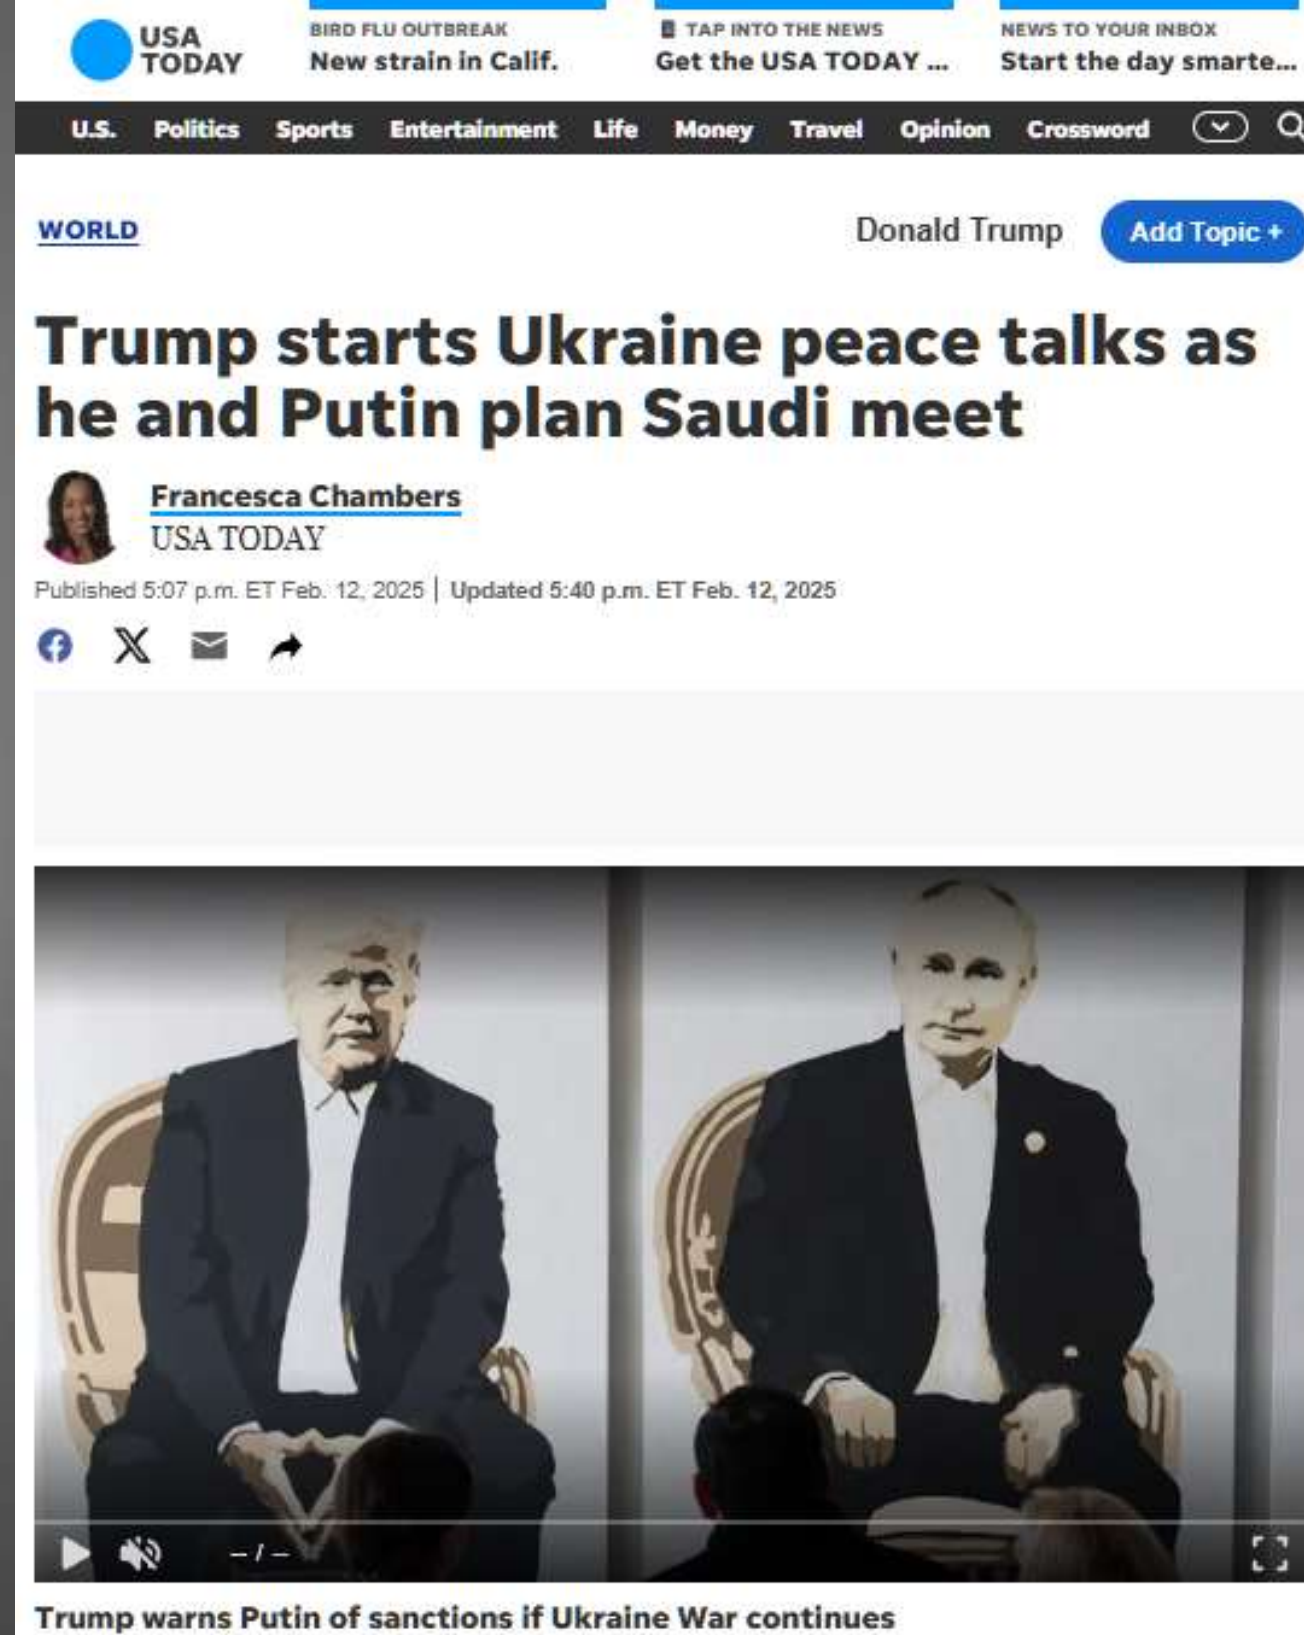 USA
TODAY
BIRD FLU OUTBREAK
New strain in Calif.
TAP INTO THE NEWS
Get the USA TODAY ...
NEWS TO YOUR INBOX
Start the day smarte...
U.S. Politics Sports Entertainment Life Money Travel Opinion Crossword
WORLD
Donald Trump
Add Topic +
Trump starts Ukraine peace talks as
he and Putin plan Saudi meet
Francesca Chambers
USA TODAY
Published 5:07 p.m. ET Feb. 12, 2025 | Updated 5:40 p.m. ET Feb. 12, 2025
– / –
Trump warns Putin of sanctions if Ukraine War continues